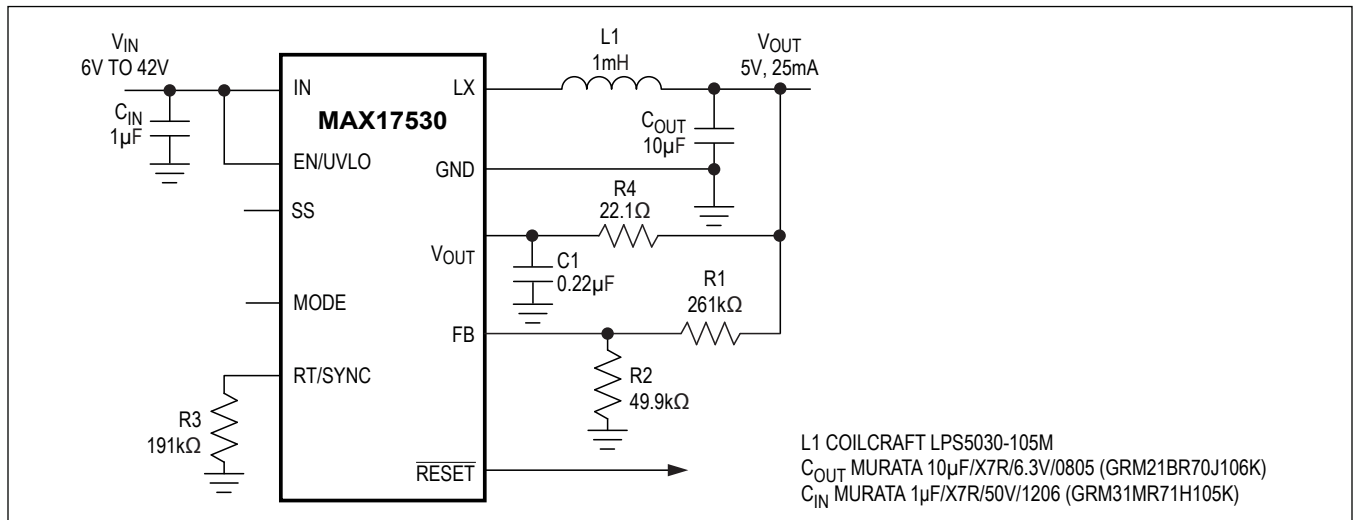 VIN
6V TO 42V
CIN
1µF
IN
EN/UVLO
SS
MODE
RT/SYNC
R3
191kΩ
MAX17530
LX
GND
VOUT
FB
RESET
L1
1mH
VOUT
5V, 25mA
COUT
10µF
R4
22.1Ω
C1
0.22µF
R1
261kΩ
R2
49.9kΩ
L1 COILCRAFT LPS5030-105M
COUT MURATA 10µF/X7R/6.3V/0805 (GRM21BR70J106K)
CIN MURATA 1µF/X7R/50V/1206 (GRM31MR71H105K)